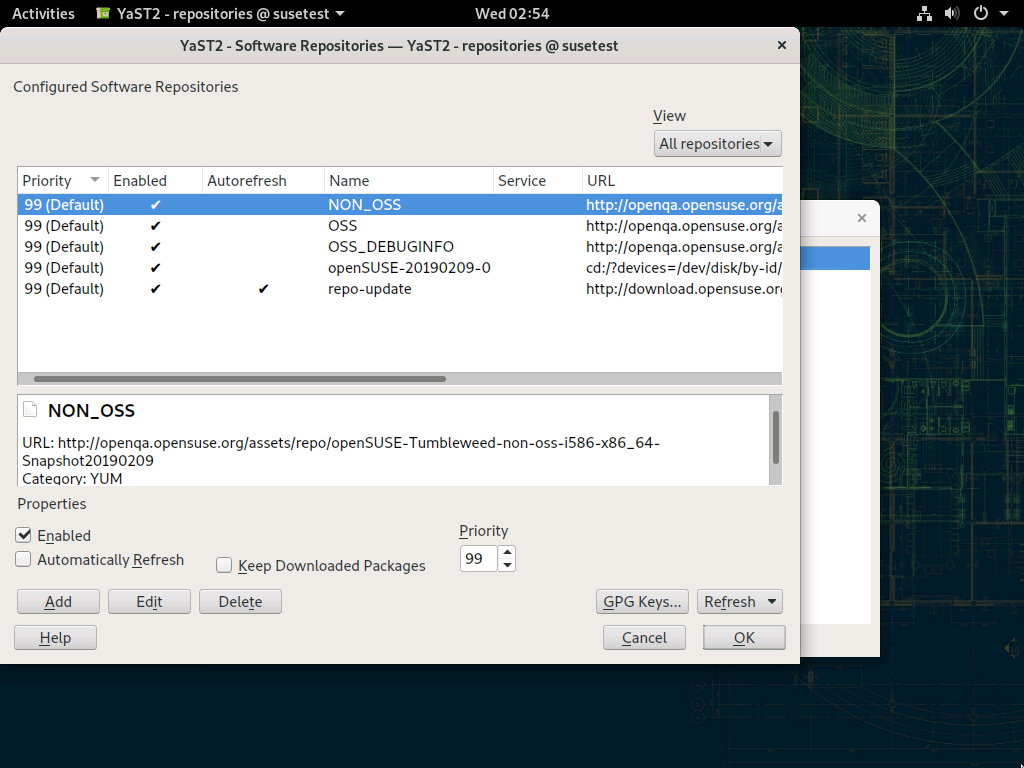 Activities YaST2 - repositories @ susetest Wed 02:54
YaST2 - Software Repositories — YaST2 - repositories @ susetest
Configured Software Repositories
View
All repositories
Priority Enabled Autorefresh Name Service URL
99 (Default) NON_OSS http://openqa.opensuse.org/a
99 (Default) OSS http://openqa.opensuse.org/a
99 (Default) OSS_DEBUGINFO http://openqa.opensuse.org/a
99 (Default) openSUSE-20190209-0 cd:/?devices=/dev/disk/by-id/
99 (Default) repo-update http://download.opensuse.org
NON_OSS
URL: http://openqa.opensuse.org/assets/repo/openSUSE-Tumbleweed-non-oss-i586-x86_64-
Snapshot20190209
Category: YUM
Properties
Enabled
Priority
Automatically Refresh
Keep Downloaded Packages
99
Add Edit Delete GPG Keys... Refresh
Help Cancel OK